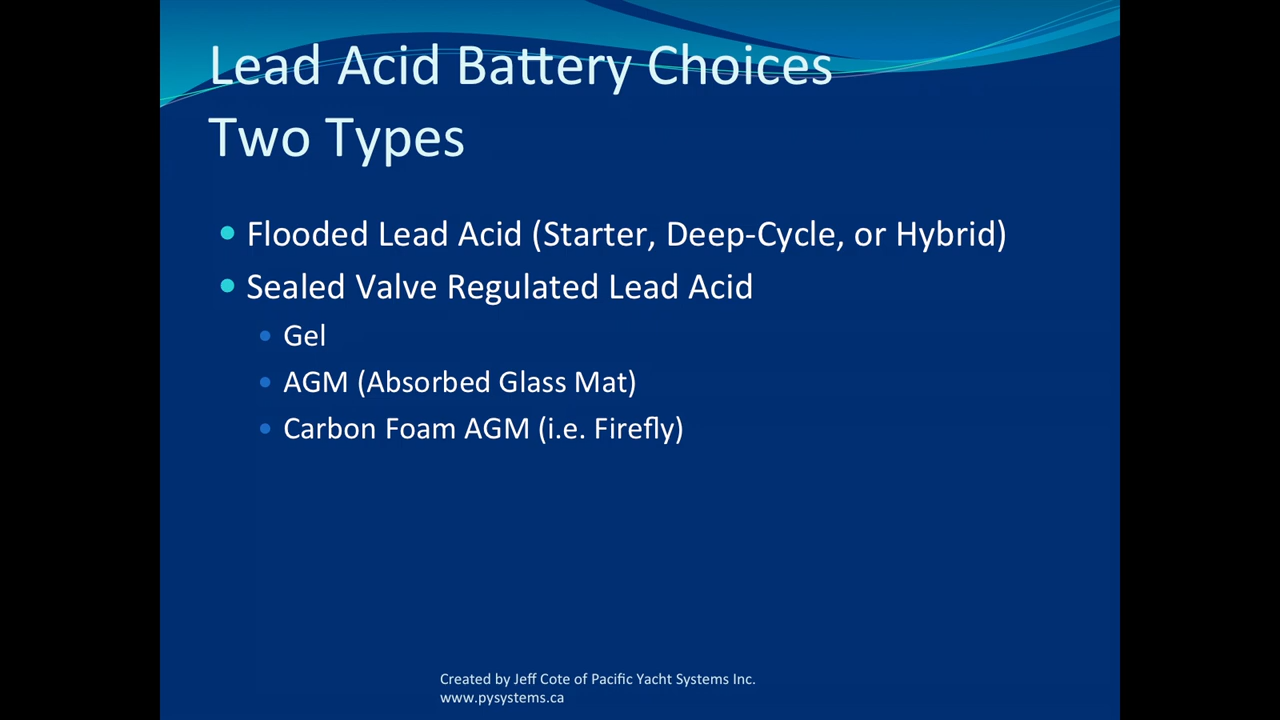 Lead Acid Battery Choices
Two Types
• Flooded Lead Acid (Starter, Deep-Cycle, or Hybrid)
• Sealed Valve Regulated Lead Acid
• Gel
• AGM (Absorbed Glass Mat)
• Carbon Foam AGM (i.e. Firefly)
Created by Jeff Cote of Pacific Yacht Systems Inc.
www.pysystems.ca